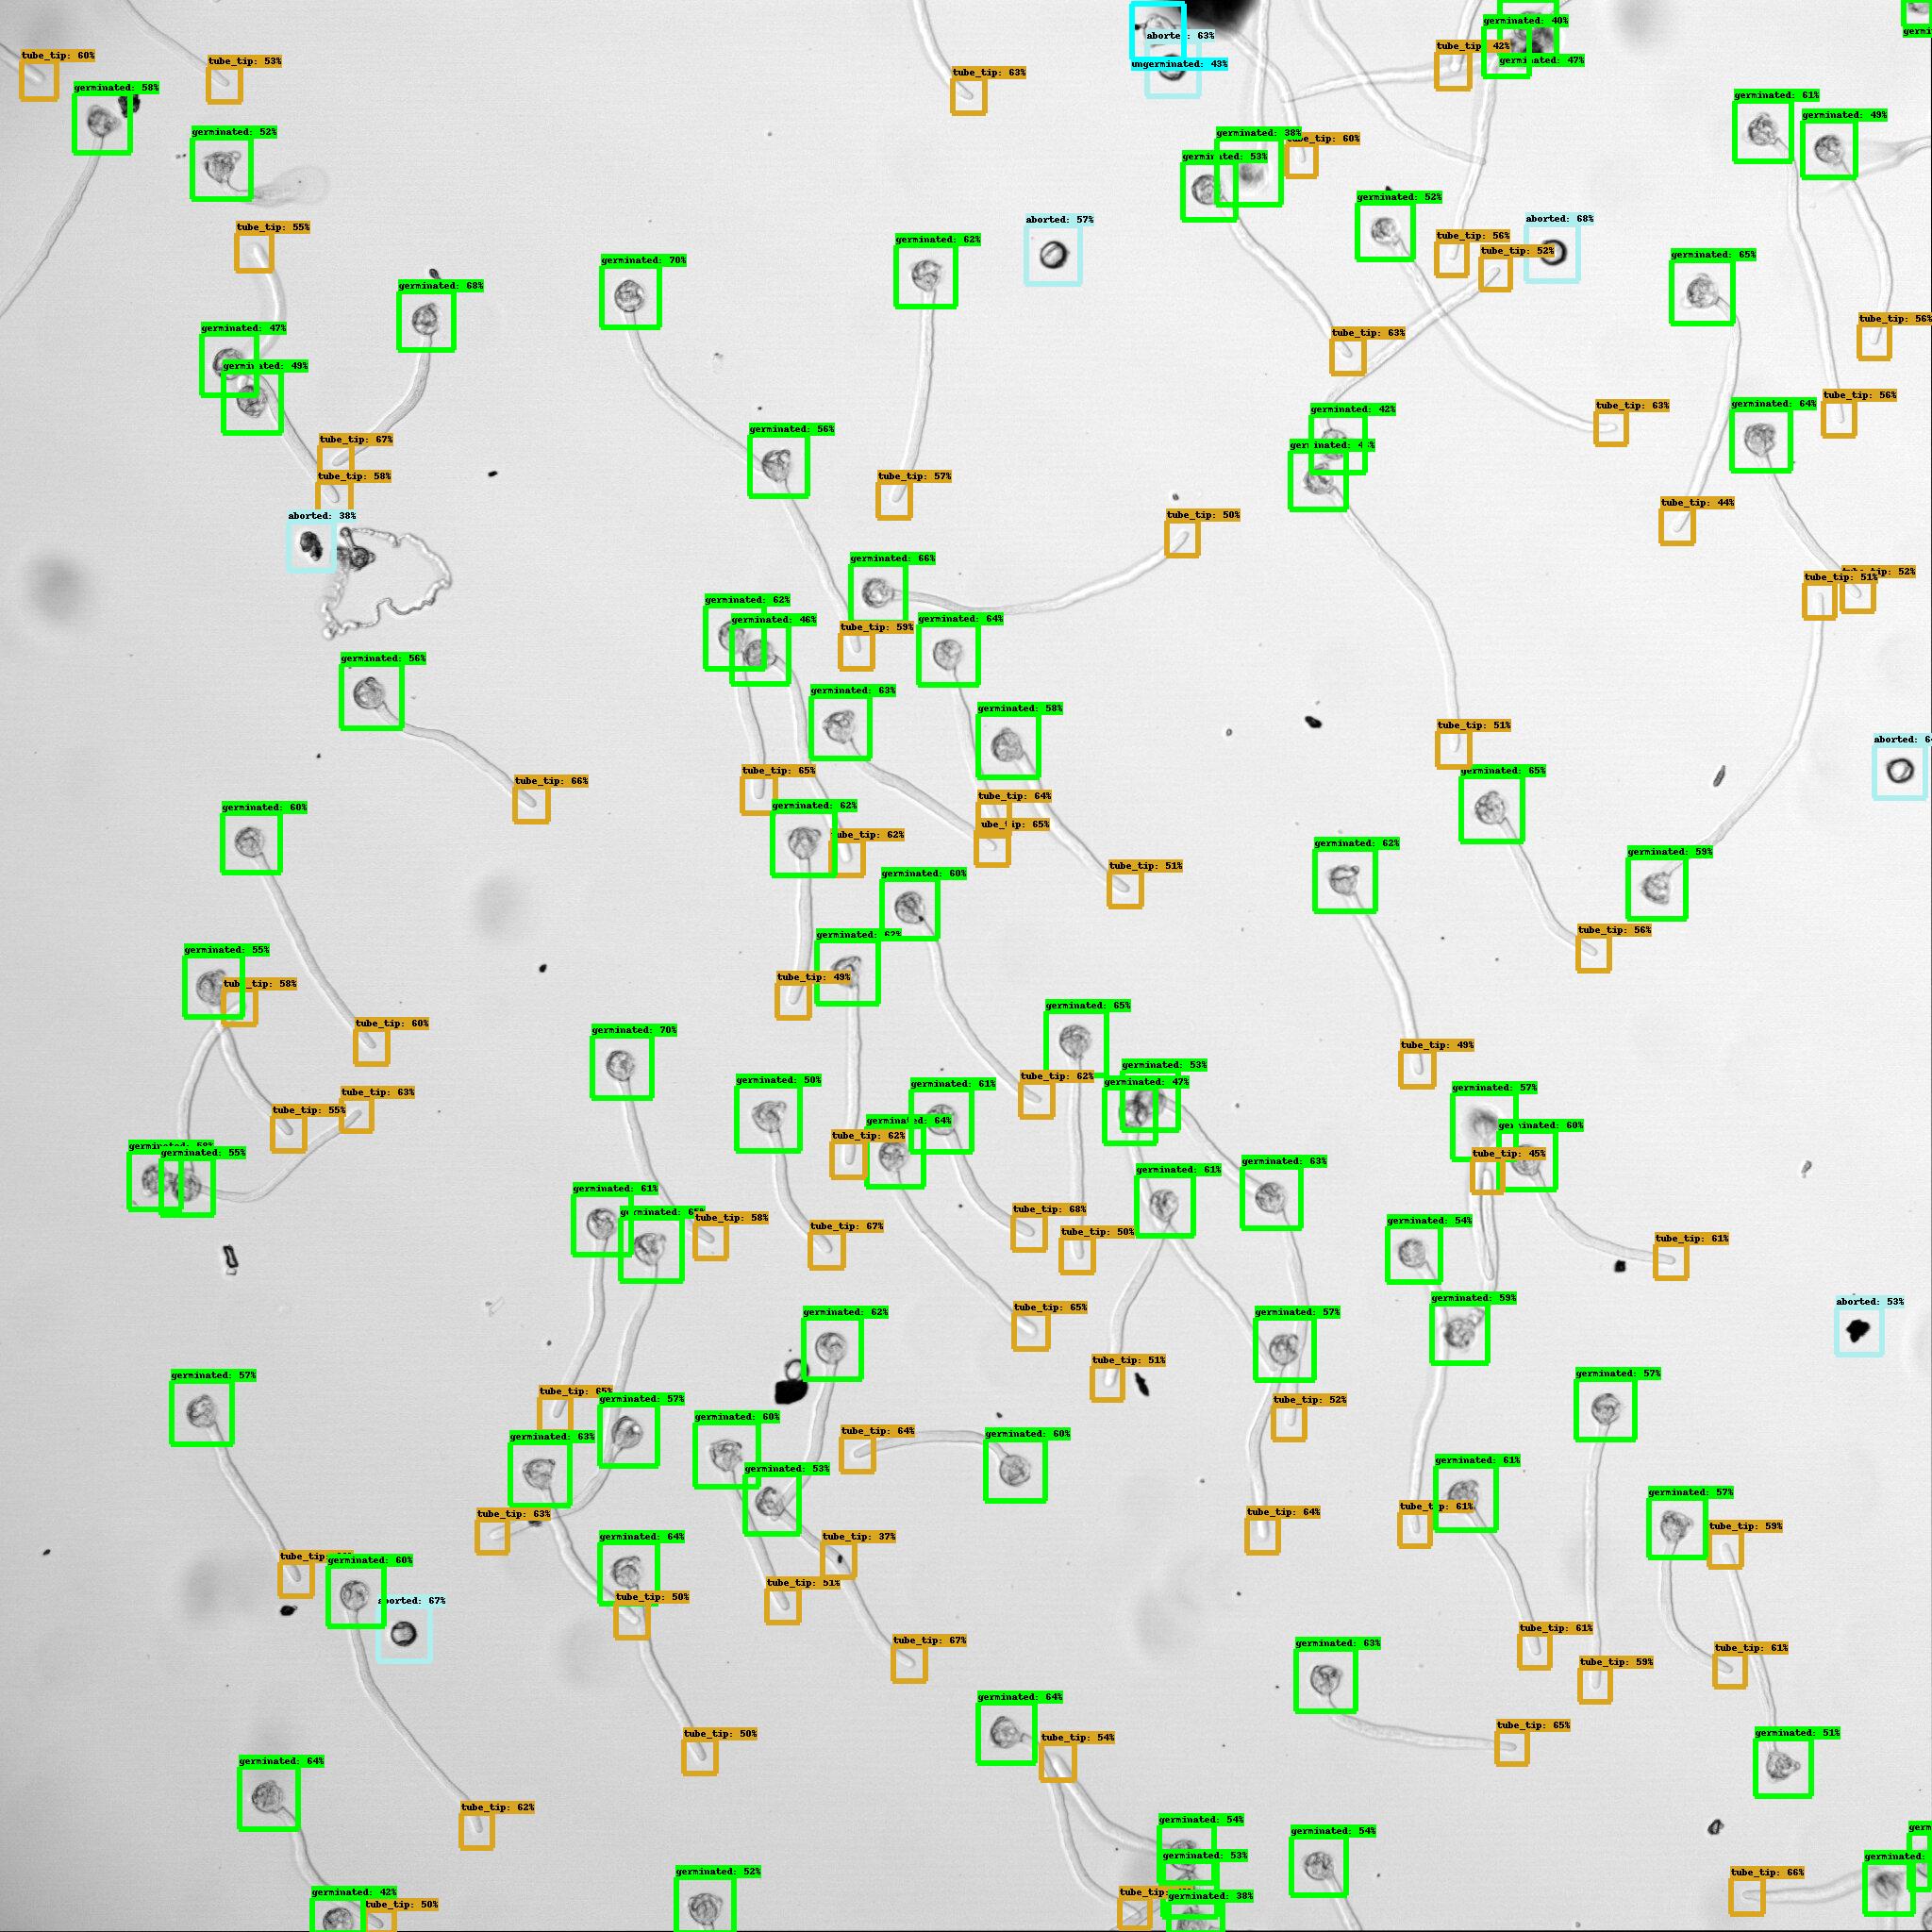 germinated: 40%
aborted: 63%
tube_tip: 42%
tube_tip: 60%
tube_tip: 53%
ungerminated: 43%
germinated: 47%
tube_tip: 63%
germinated: 58%
germinated: 61%
germinated: 49%
germinated: 52%
germinated: 38%
tube_tip: 60%
germinated: 53%
germinated: 52%
aborted: 57%
aborted: 68%
tube_tip: 55%
tube_tip: 56%
germinated: 62%
tube_tip: 52%
germinated: 65%
germinated: 70%
germinated: 68%
tube_tip: 56%
germinated: 47%
tube_tip: 63%
germinated: 49%
tube_tip: 56%
germinated: 64%
tube_tip: 63%
germinated: 42%
germinated: 56%
tube_tip: 67%
tube_tip: 58%
tube_tip: 57%
tube_tip: 44%
aborted: 38%
tube_tip: 50%
germinated: 66%
tube_tip: 52%
tube_tip: 51%
germinated: 62%
germinated: 46%
germinated: 64%
tube_tip: 59%
germinated: 56%
germinated: 63%
germinated: 58%
tube_tip: 51%
aborted:
tube_tip: 65%
germinated: 65%
tube_tip: 66%
tube_tip: 64%
germinated: 60%
germinated: 62%
tube_tip: 65%
tube_tip: 62%
germinated: 62%
germinated: 59%
tube_tip: 51%
germinated: 60%
tube_tip: 56%
germinated: 62%
germinated: 55%
tube_tip: 49%
tube_tip: 58%
germinated: 65%
tube_tip: 60%
germinated: 70%
tube_tip: 49%
germinated: 53%
tube_tip: 62%
germinated: 50%
germinated: 61%
germinated: 47%
tube_tip: 63%
germinated: 57%
tube_tip: 55%
germinated: 64%
germinated: 60%
tube_tip: 62%
germinated: 55%
tube_tip: 45%
germinated: 63%
germinated: 61%
germinated: 61%
tube_tip: 68%
tube_tip: 58%
germinated: 54%
tube_tip: 67%
tube_tip: 50%
tube_tip: 61%
germinated: 59%
aborted: 53%
tube_tip: 65%
germinated: 62%
germinated: 57%
tube_tip: 51%
germinated: 57%
germinated: 57%
tube_tip: 65%
germinated: 57%
tube_tip: 52%
germinated: 60%
tube_tip: 64%
germinated: 60%
germinated: 63%
germinated: 61%
germinated: 53%
germinated: 57%
tube_tip: 61%
tube_tip: 63%
tube_tip: 64%
tube_tip: 59%
germinated: 64%
tube_tip: 37%
germinated: 60%
tube_tip: 51%
tube_tip: 50%
aborted: 67%
tube_tip: 61%
tube_tip: 67%
germinated: 63%
tube_tip: 61%
tube_tip: 59%
germinated: 64%
tube_tip: 65%
tube_tip: 50%
tube_tip: 54%
germinated: 51%
germinated: 64%
tube_tip: 62%
germinated: 54%
germinated: 54%
germinated: 53%
germinated:
germinated: 52%
tube_tip: 66%
germinated: 42%
germinated: 38%
tube_tip: 50%